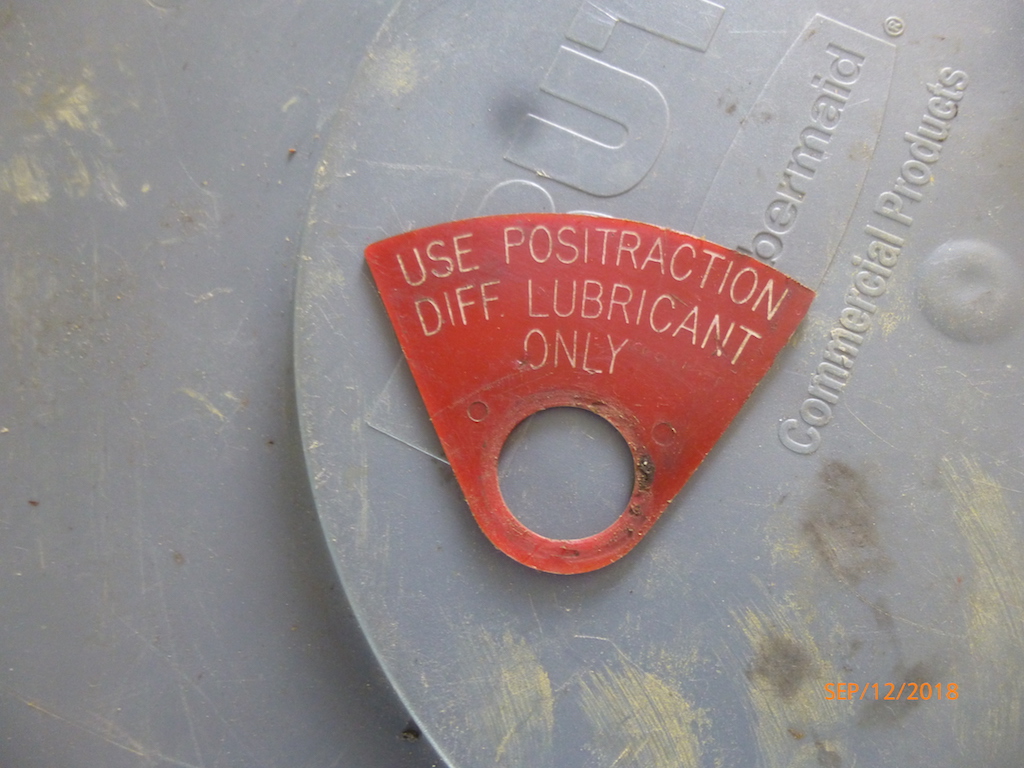 USE POSITRACTION
DIFF. LUBRICANT
ONLY
Commercial Products
®
SEP/12/2018